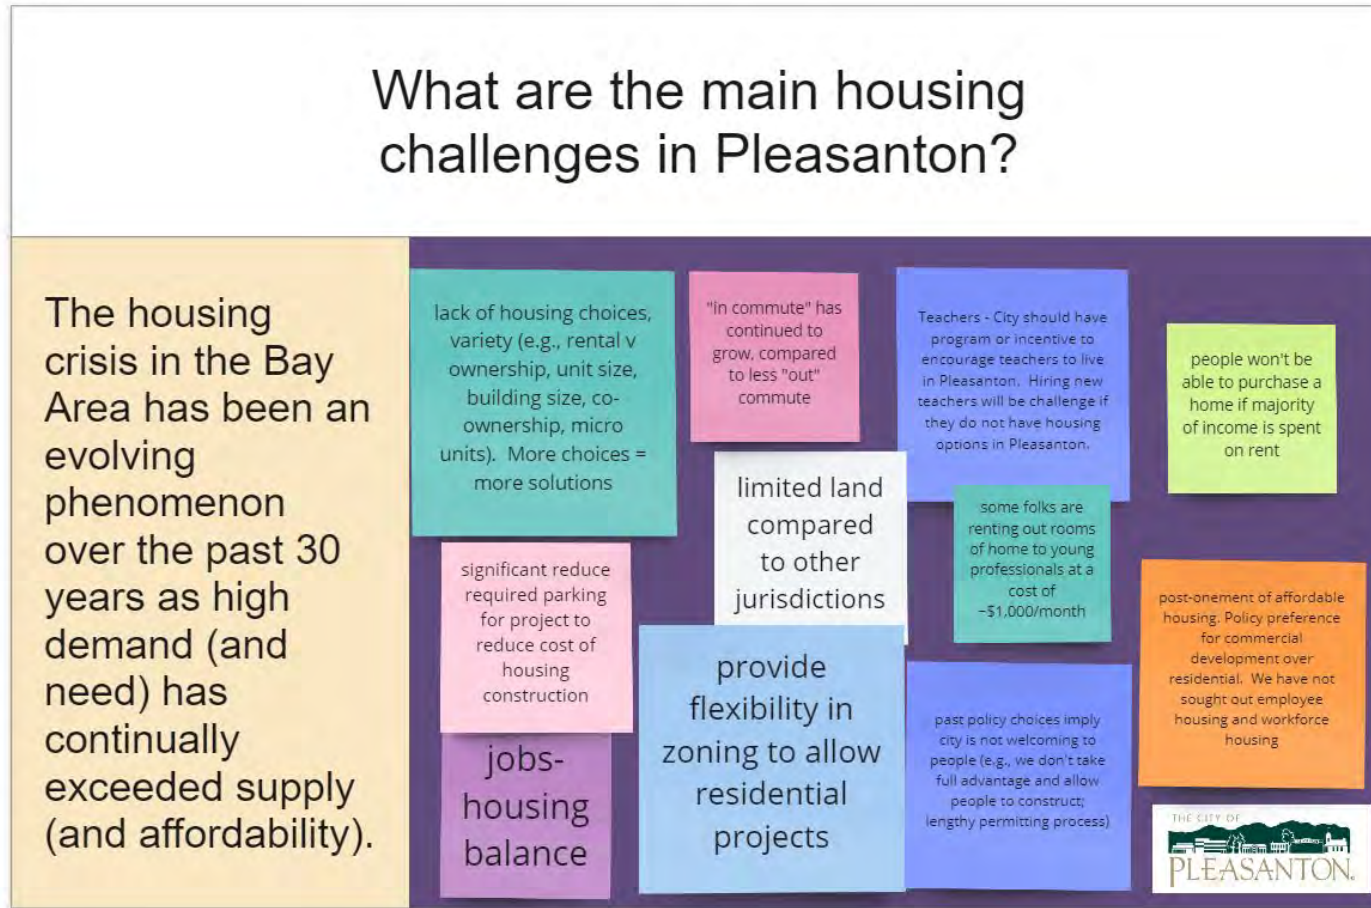 What are the main housing
challenges in Pleasanton?
The housing
crisis in the Bay
Area has been an
evolving
phenomenon
over the past 30
years as high
demand (and
need) has
continually
exceeded supply
(and affordability).
lack of housing choices,
variety (e.g., rental v
ownership, unit size,
building size, co-
ownership, micro
units). More choices =
more solutions
"in commute" has
continued to
grow, compared
to less "out"
commute
Teachers - City should have
program or incentive to
encourage teachers to live
in Pleasanton. Hiring new
teachers will be challenge if
they do not have housing
options in Pleasanton.
people won't be
able to purchase a
home if majority
of income is spent
on rent
limited land
compared
to other
jurisdictions
some folks are
renting out rooms
of home to young
professionals at a
cost of
~$1,000/month
significant reduce
required parking
for project to
reduce cost of
housing
construction
post-onement of affordable
housing. Policy preference
for commercial
development over
residential. We have not
sought out employee
housing and workforce
housing
provide
flexibility in
zoning to allow
residential
projects
past policy choices imply
city is not welcoming to
people (e.g., we don't take
full advantage and allow
people to construct;
lengthy permitting process)
jobs-
housing
balance
THE CITY OF
PLEASANTON.